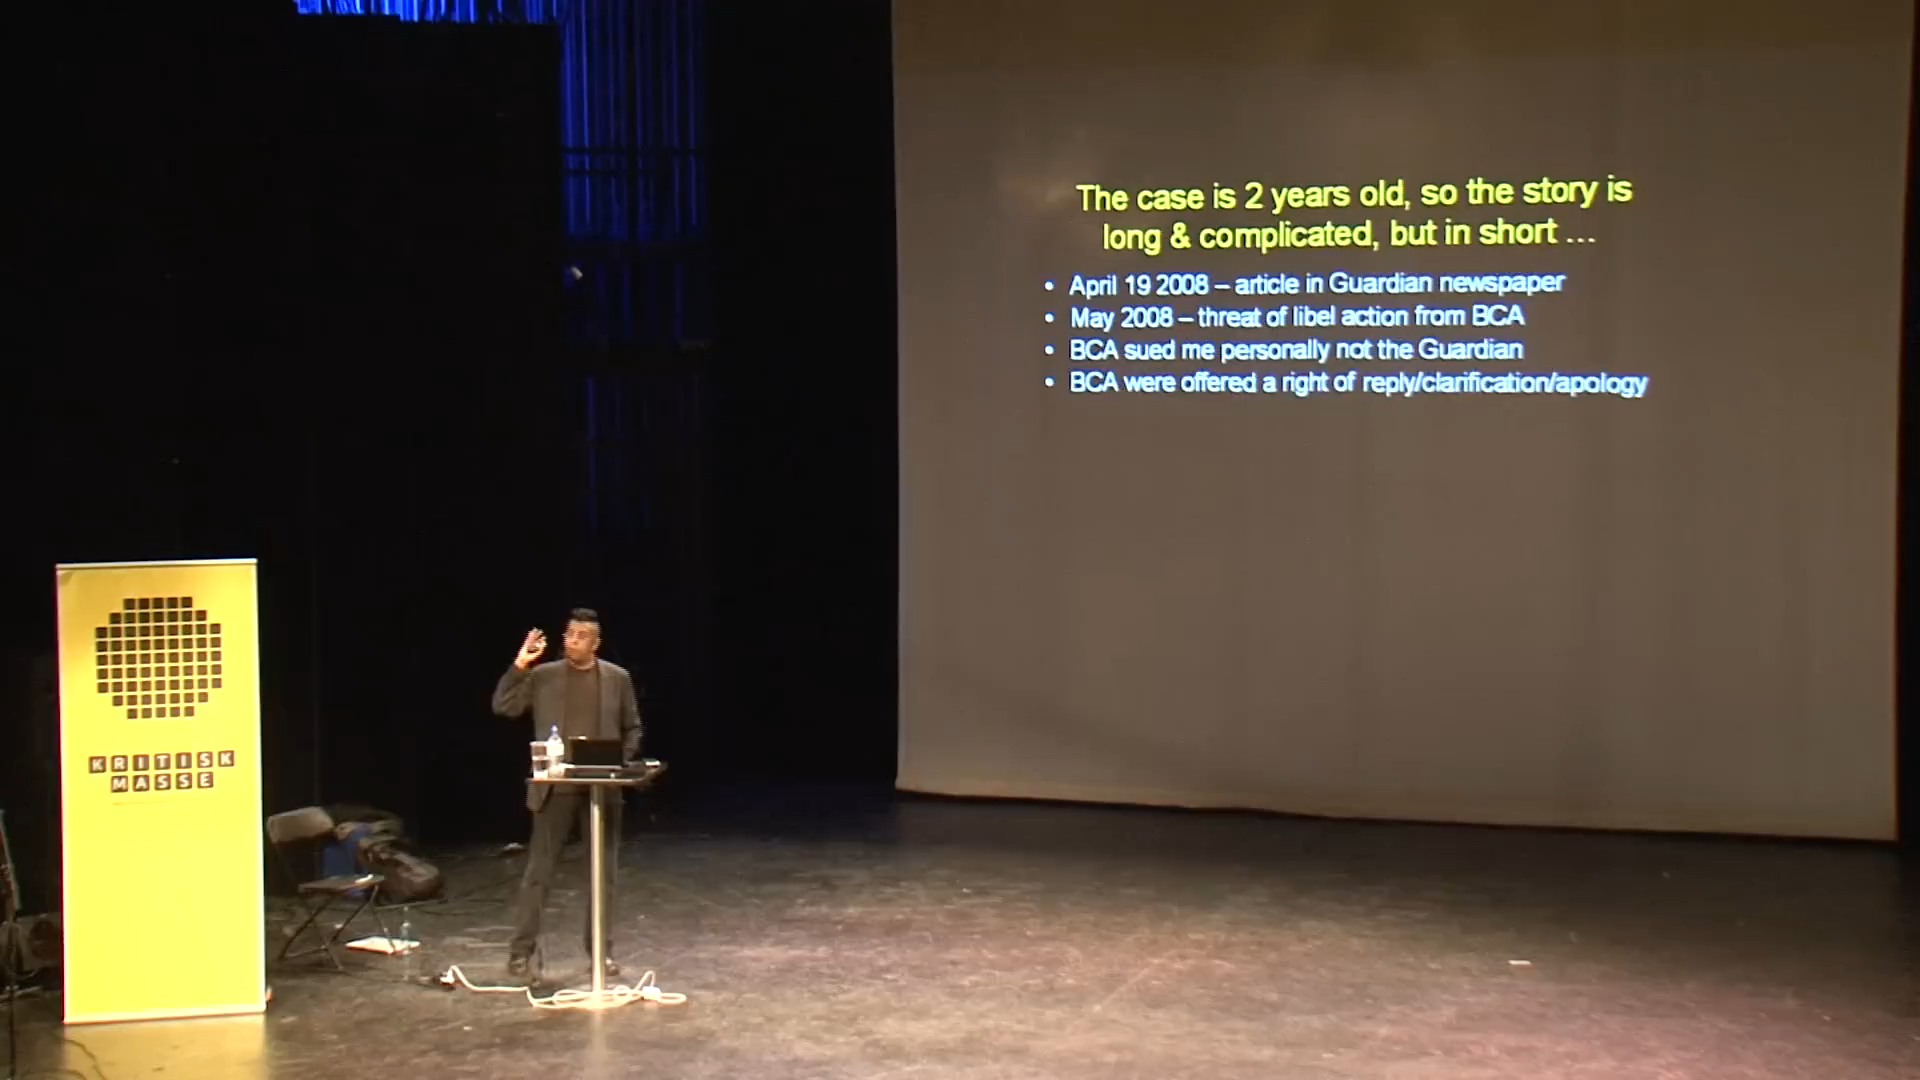 The case is 2 years old, so the story is
long & complicated, but in short ...
• April 19 2008 – article in Guardian newspaper
• May 2008 – threat of libel action from BCA
• BCA sued me personally not the Guardian
• BCA were offered a right of reply/clarification/apology
KRITISK
MASSE